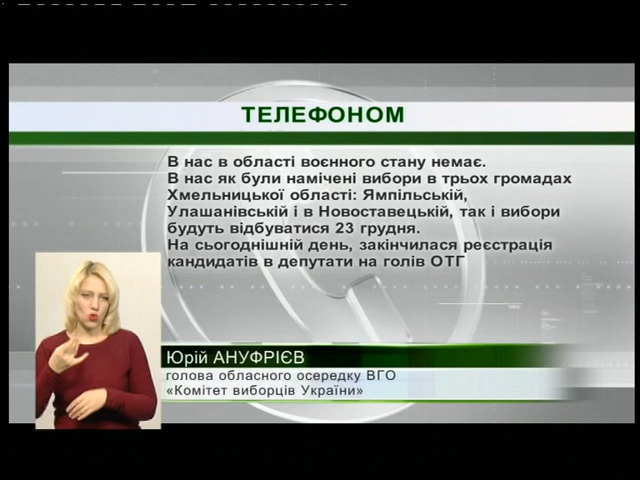 ТЕЛЕФОНОМ
В нас в області воєнного стану немає.
В нас як були намічені вибори в трьох громадах
Хмельницької області: Ямпільській,
Улашанівській і в Новоставецькій, так і вибори
будуть відбуватися 23 грудня.
На сьогоднішній день, закінчилася реєстрація
кандидатів в депутати на голів ОТГ
Юрій АНУФРІЄВ
голова обласного осередку ВГО
«Комітет виборців України»